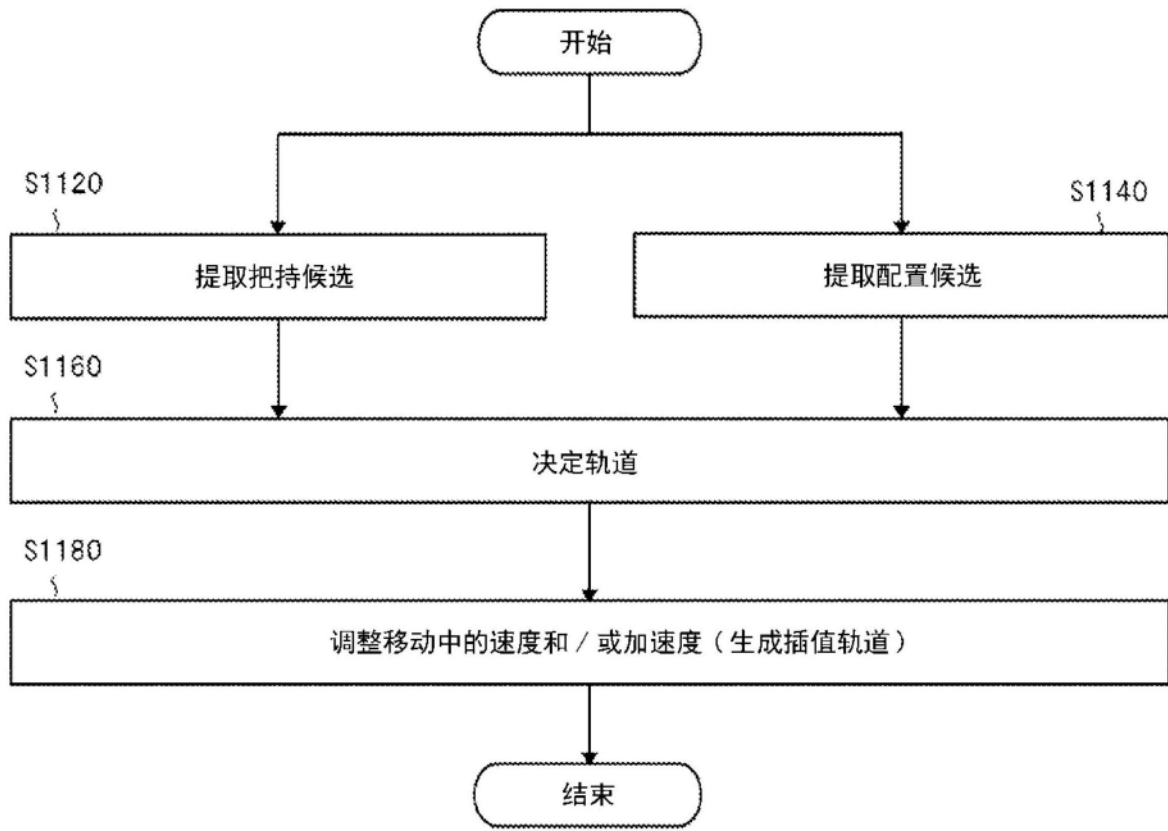 开始
S1120
S1140
提取把持候选
提取配置候选
S1160
决定轨道
S1180
调整移动中的速度和／或加速度（生成插值轨道）
结束